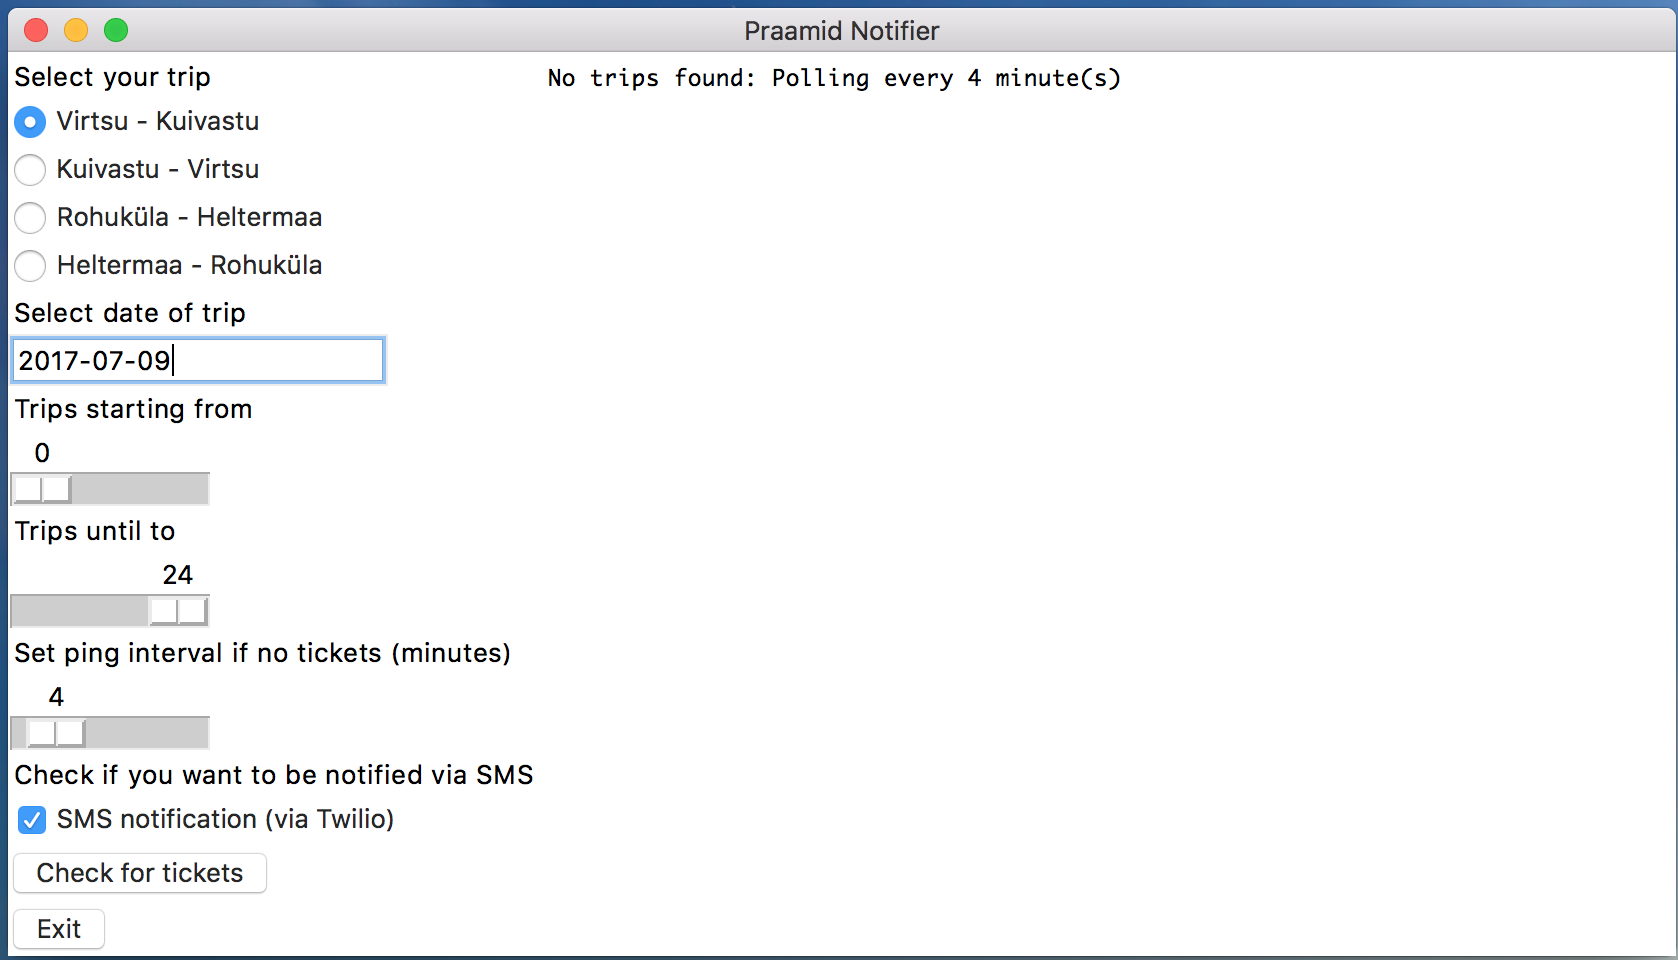 Praamid Notifier
Select your trip
No trips found: Polling every 4 minute(s)
Virtsu - Kuivastu
Kuivastu - Virtsu
Rohuküla - Heltermaa
Heltermaa - Rohuküla
Select date of trip
2017-07-09
Trips starting from
0
Trips until to
24
Set ping interval if no tickets (minutes)
4
Check if you want to be notified via SMS
SMS notification (via Twilio)
Check for tickets
Exit